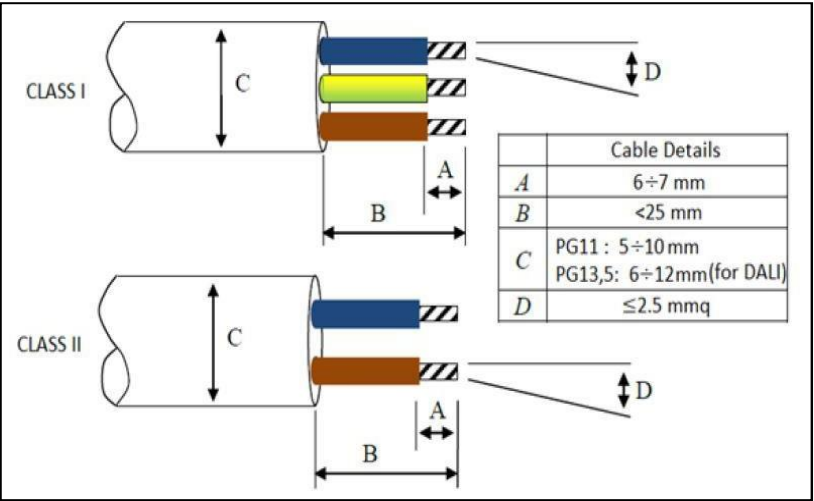 CLASS I
C
A
B
D
Cable Details
A 6÷7 mm
B <25 mm
C PG11 : 5÷10 mm
PG13,5: 6÷12mm(for DALI)
D ≤2.5 mmq
CLASS II
C
A
B
D